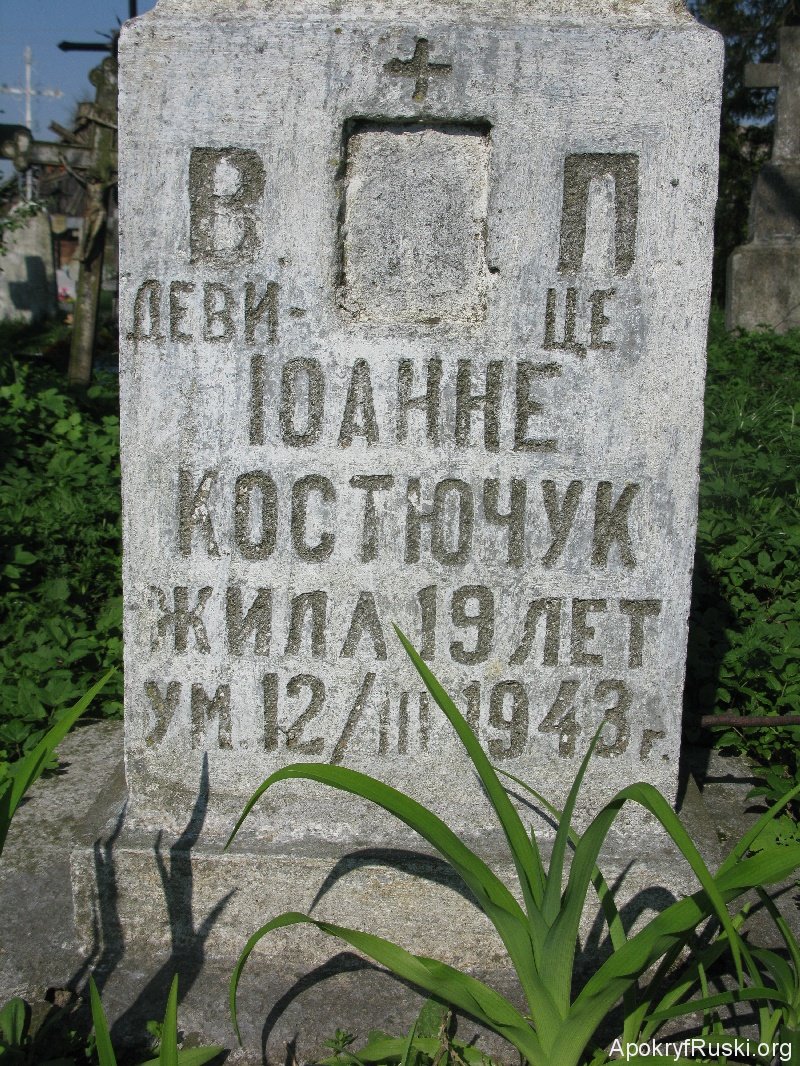 В. П
ДЕВИ- ЦЕ
ІОАННЕ
КОСТЮЧУК
ЖИЛА 19 ЛЕТ
УМ. 12/III 1943 г.
ApokryfRuski.org